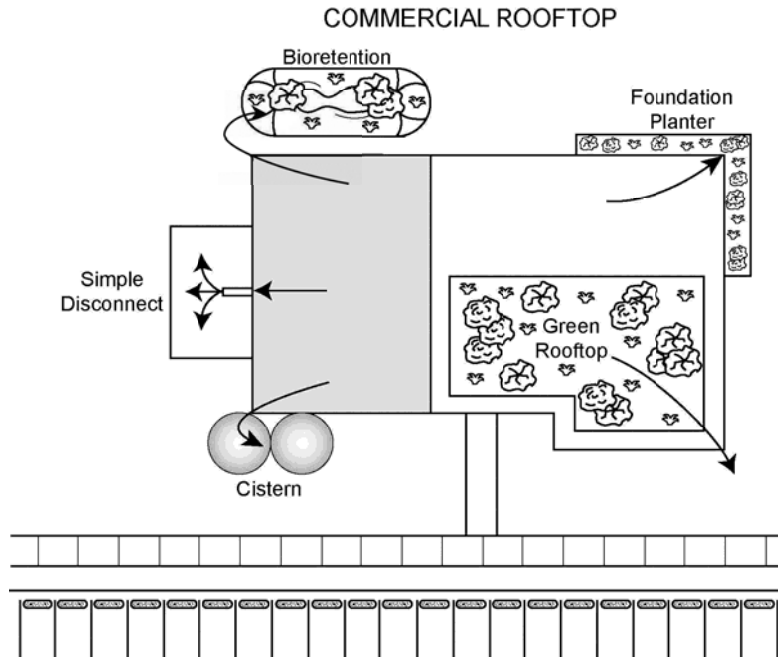 COMMERCIAL ROOFTOP
Bioretention
Foundation
Planter
Simple
Disconnect
Green
Rooftop
Cistern